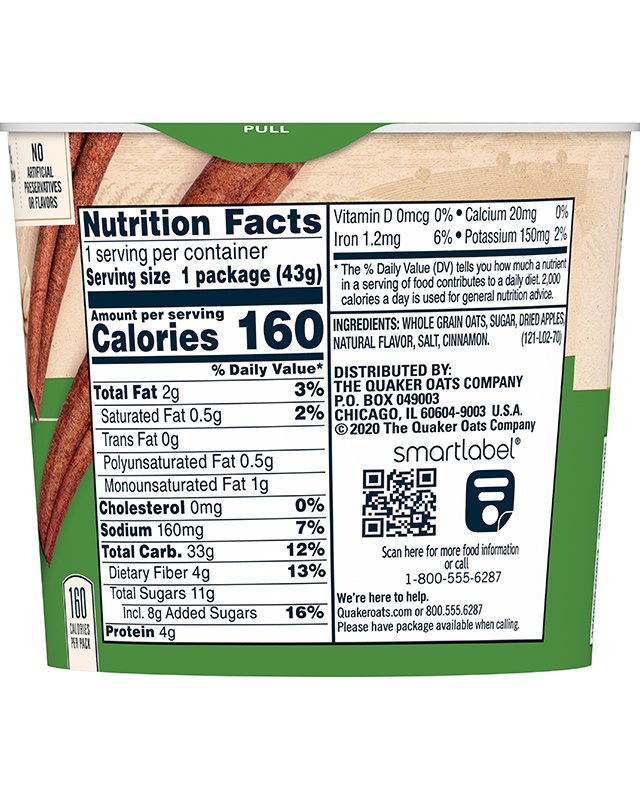 PULL
NO
ARTIFICIAL
PRESERVATIVES
OR FLAVORS
Nutrition Facts
1 serving per container
Serving size 1 package (43g)
Amount per serving
Calories 160
% Daily Value*
Total Fat 2g 3%
Saturated Fat 0.5g 2%
Trans Fat 0g
Polyunsaturated Fat 0.5g
Monounsaturated Fat 1g
Cholesterol 0mg 0%
Sodium 160mg 7%
Total Carb. 33g 12%
Dietary Fiber 4g 13%
Total Sugars 11g
Incl. 8g Added Sugars 16%
Protein 4g
Vitamin D 0mcg 0% • Calcium 20mg 0%
Iron 1.2mg 6% • Potassium 150mg 2%
* The % Daily Value (DV) tells you how much a nutrient
in a serving of food contributes to a daily diet. 2,000
calories a day is used for general nutrition advice.
INGREDIENTS: WHOLE GRAIN OATS, SUGAR, DRIED APPLES,
NATURAL FLAVOR, SALT, CINNAMON. (121-L02-70)
DISTRIBUTED BY:
THE QUAKER OATS COMPANY
P.O. BOX 049003
CHICAGO, IL 60604-9003 U.S.A.
© 2020 The Quaker Oats Company
smartlabel®
Scan here for more food information
or call
1-800-555-6287
We're here to help.
Quakeroats.com or 800.555.6287
Please have package available when calling.
160
CALORIES
PER PACK